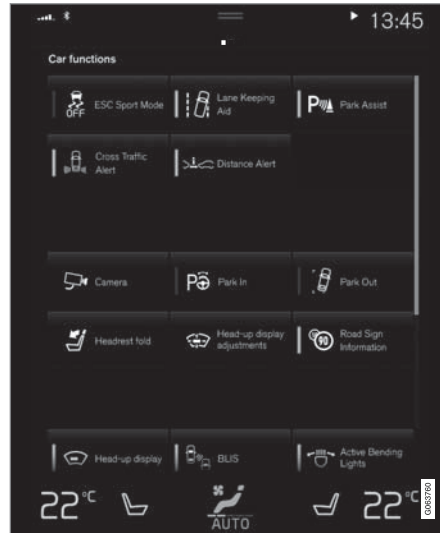 13:45
Car functions
OFF
ESC Sport Mode
Lane Keeping
Aid
P
Park Assist
Cross Traffic
Alert
Distance Alert
Camera
P
Park In
Park Out
Headrest fold
Head-up display
adjustments
90
Road Sign
Information
Head-up display
BLIS
Active Bending
Lights
22°C
AUTO
22°C
G063760